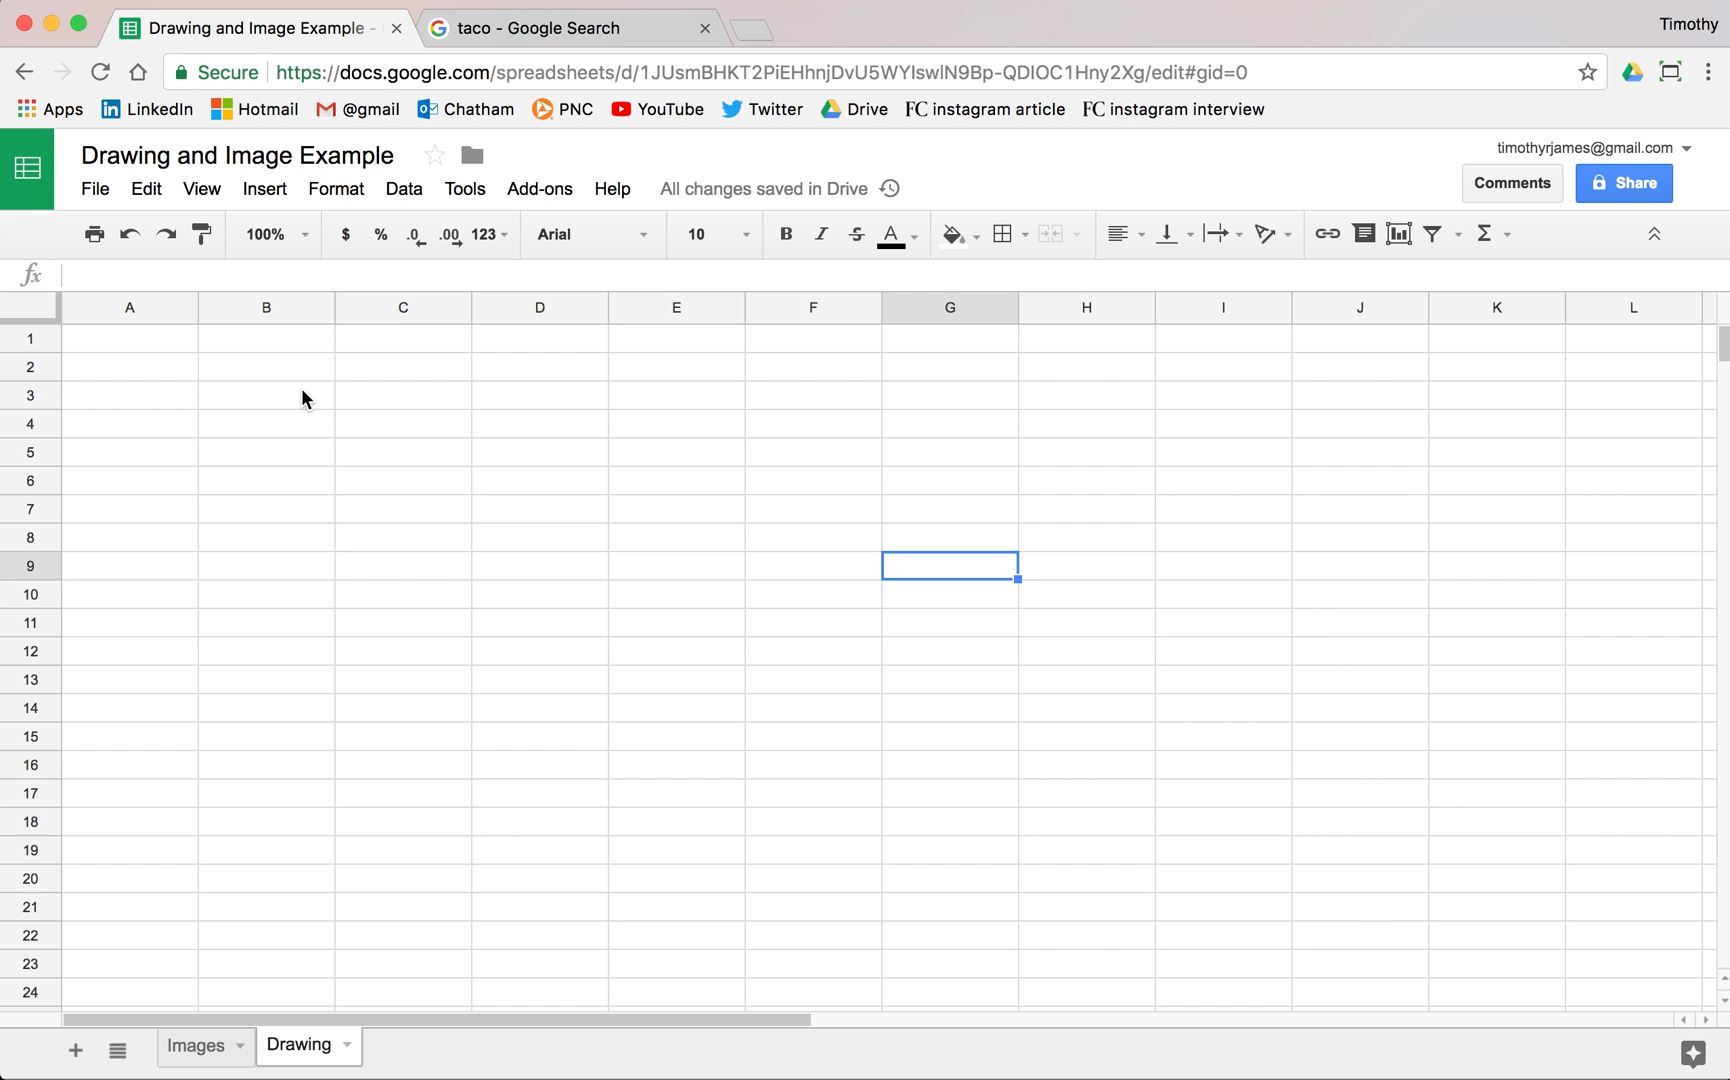 Drawing and Image Example -
taco - Google Search
Timothy
Secure
https://docs.google.com/spreadsheets/d/1JUsmBHKT2PiEHhnjDvU5WYIswIN9Bp-QDIOC1Hny2Xg/edit#gid=0
Apps LinkedIn Hotmail @gmail Chatham PNC YouTube Twitter Drive FC instagram article FC instagram interview
Drawing and Image Example
timothyrjames@gmail.com
File Edit View Insert Format Data Tools Add-ons Help All changes saved in Drive
Comments
Share
100% $ % .0 .00 123 Arial 10 B I S A Σ
fx
A B C D E F G H I J K L
1
2
3
4
5
6
7
8
9
10
11
12
13
14
15
16
17
18
19
20
21
22
23
24
Images Drawing